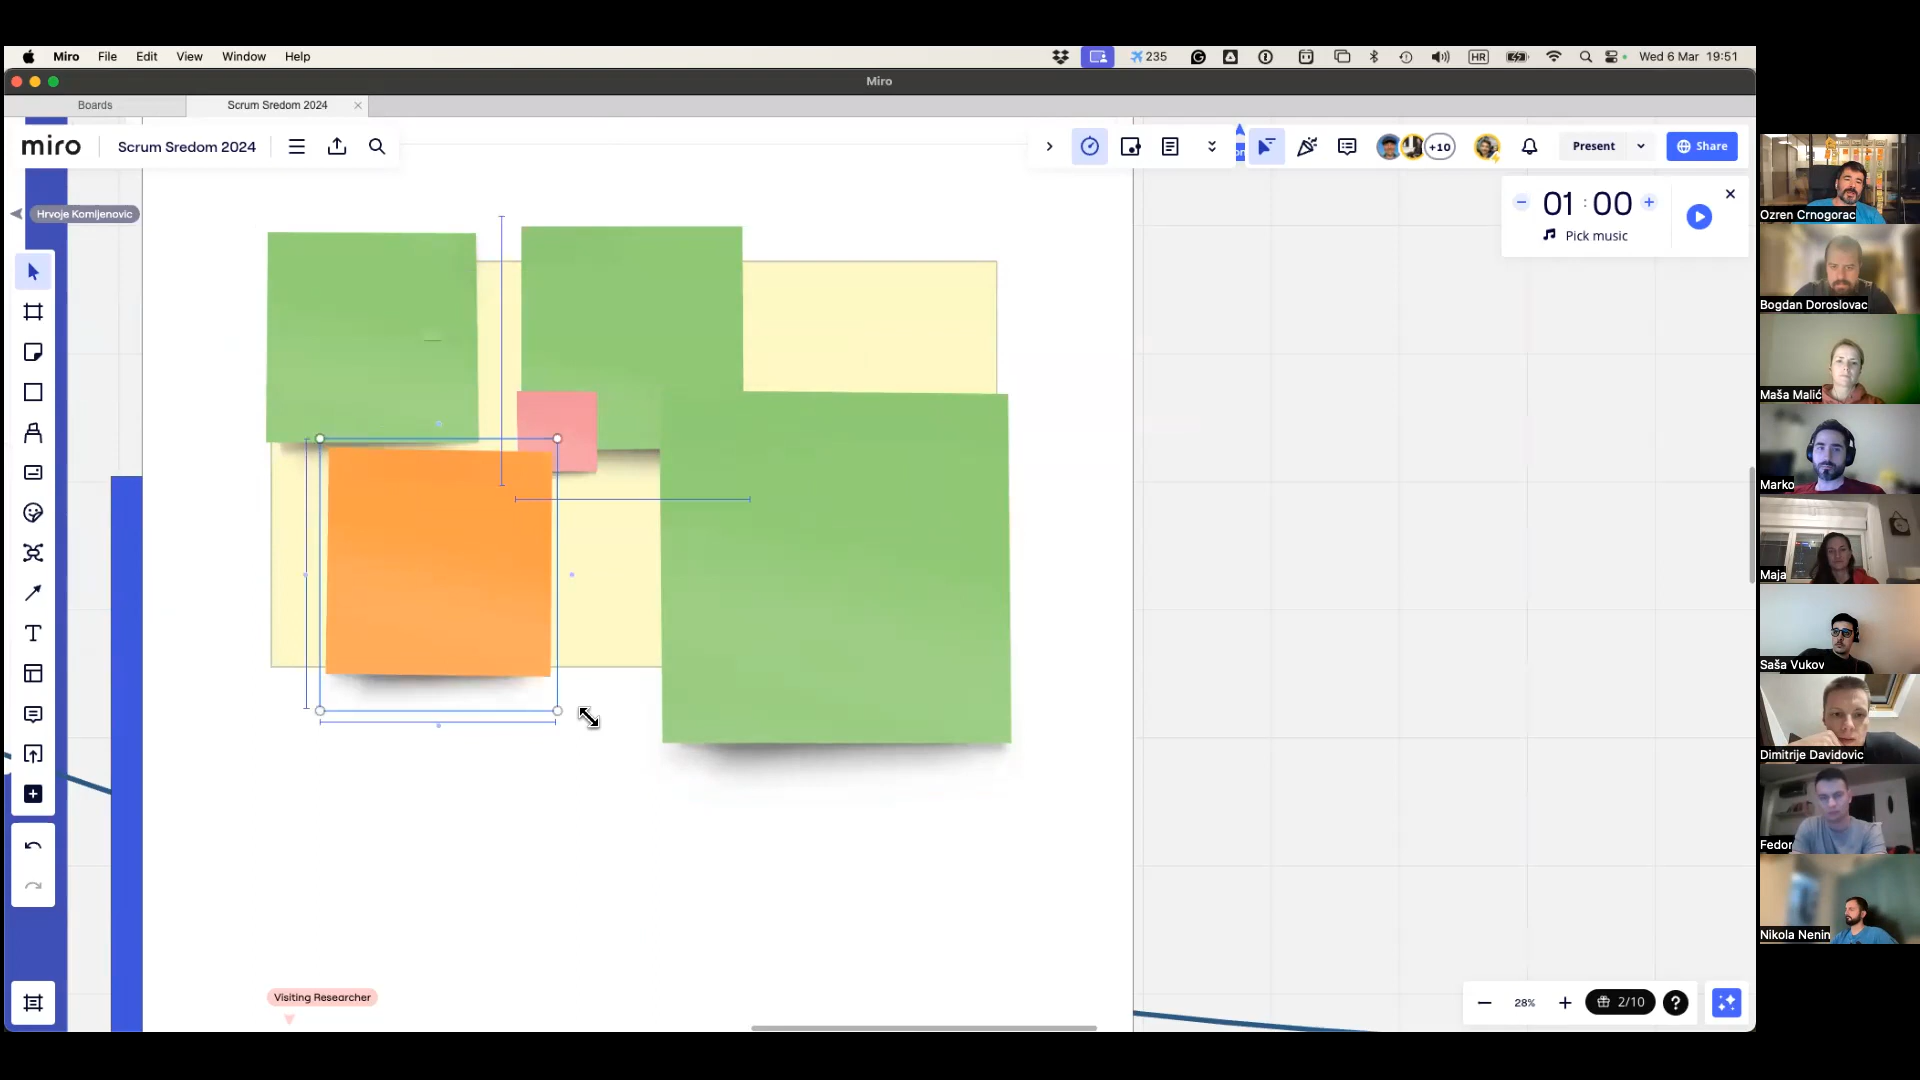 Miro File Edit View Window Help
235 HR Wed 6 Mar 19:51
Miro
Boards Scrum Sredom 2024
miro Scrum Sredom 2024 +10 Present Share
Hrvoje Komljenovic
01 : 00
Pick music
Ozren Crnogorac
Bogdan Doroslovac
Maša Malić
Marko
Maja
Saša Vukov
Dimitrije Davidovic
Fedor
Nikola Nenin
Visiting Researcher
28% 2/10 ?